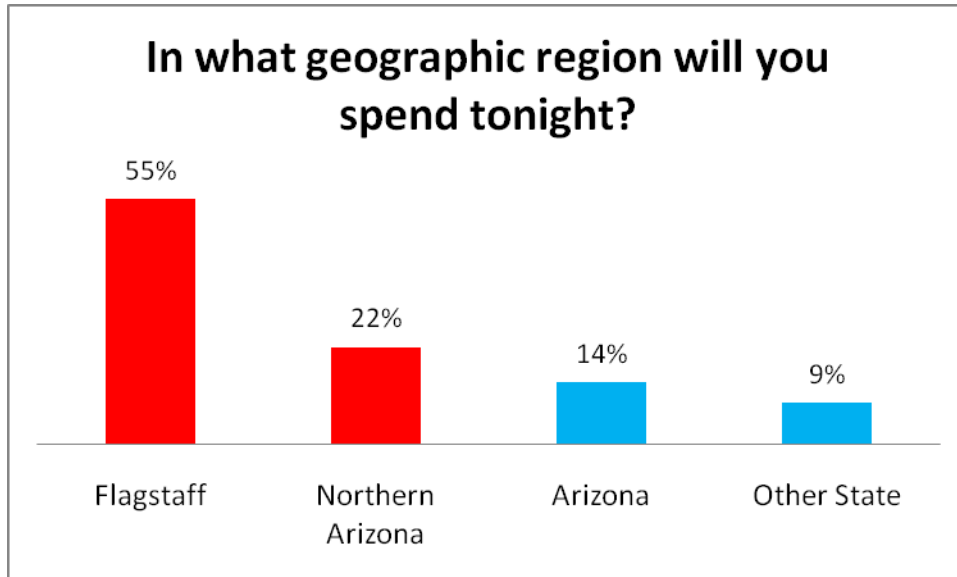 In what geographic region will you
spend tonight?
55%
22%
14%
9%
Flagstaff
Northern
Arizona
Arizona
Other State